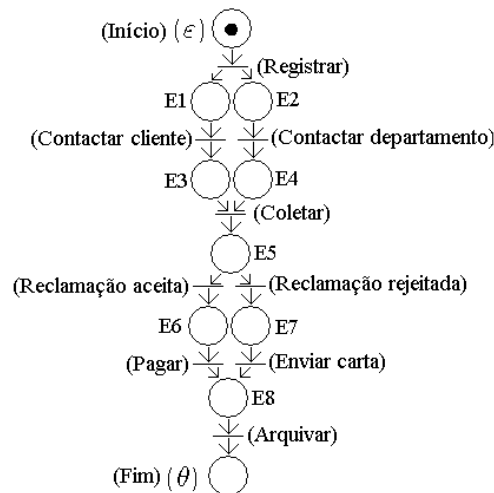 (Início) (ε)
(Registrar)
E1 E2
(Contactar cliente) (Contactar departamento)
E3 E4
(Coletar)
E5
(Reclamação aceita) (Reclamação rejeitada)
E6 E7
(Pagar) (Enviar carta)
E8
(Arquivar)
(Fim) (θ)